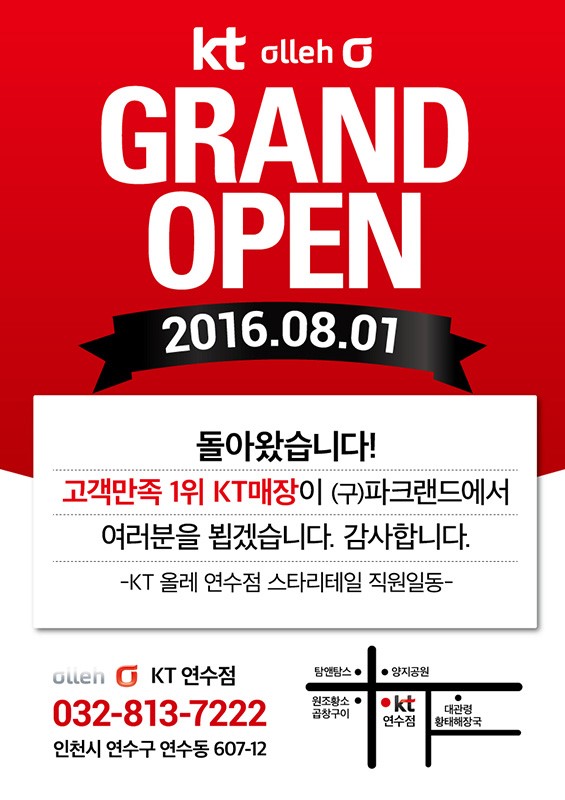 kt olleh
GRAND
OPEN
2016.08.01
돌아왔습니다!
고객만족 1위 KT매장이 (구)파크랜드에서
여러분을 뵙겠습니다. 감사합니다.
-KT 올레 연수점 스타리테일 직원일동-
olleh KT 연수점
032-813-7222
인천시 연수구 연수동 607-12
탐앤탐스
양지공원
원조황소
곱창구이
kt
연수점
대관령
황태해장국